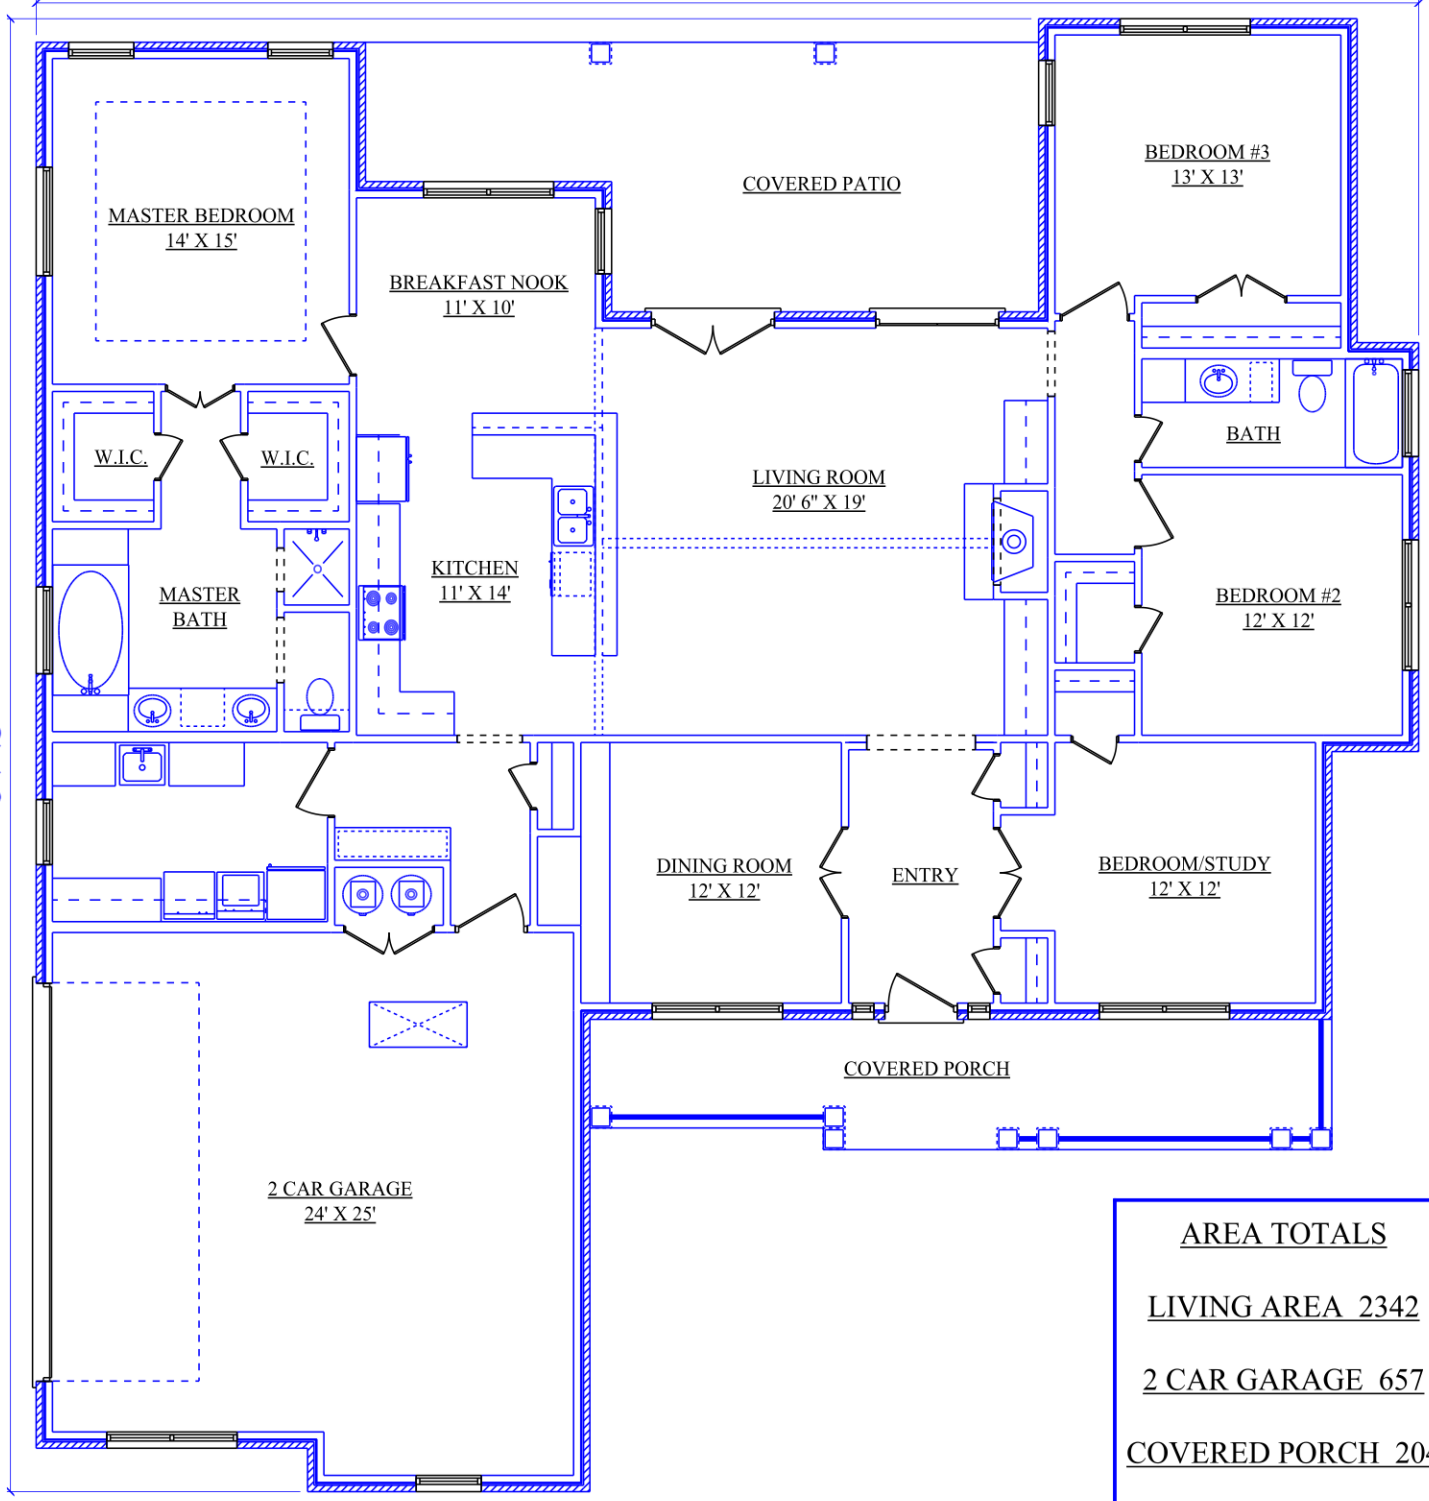 BEDROOM #3
13' X 13'
COVERED PATIO
MASTER BEDROOM
14' X 15'
BREAKFAST NOOK
11' X 10'
BATH
W.I.C.
W.I.C.
LIVING ROOM
20' 6" X 19'
KITCHEN
11' X 14'
MASTER
BATH
BEDROOM #2
12' X 12'
DINING ROOM
12' X 12'
ENTRY
BEDROOM/STUDY
12' X 12'
COVERED PORCH
2 CAR GARAGE
24' X 25'
AREA TOTALS
LIVING AREA 2342
2 CAR GARAGE 657
COVERED PORCH